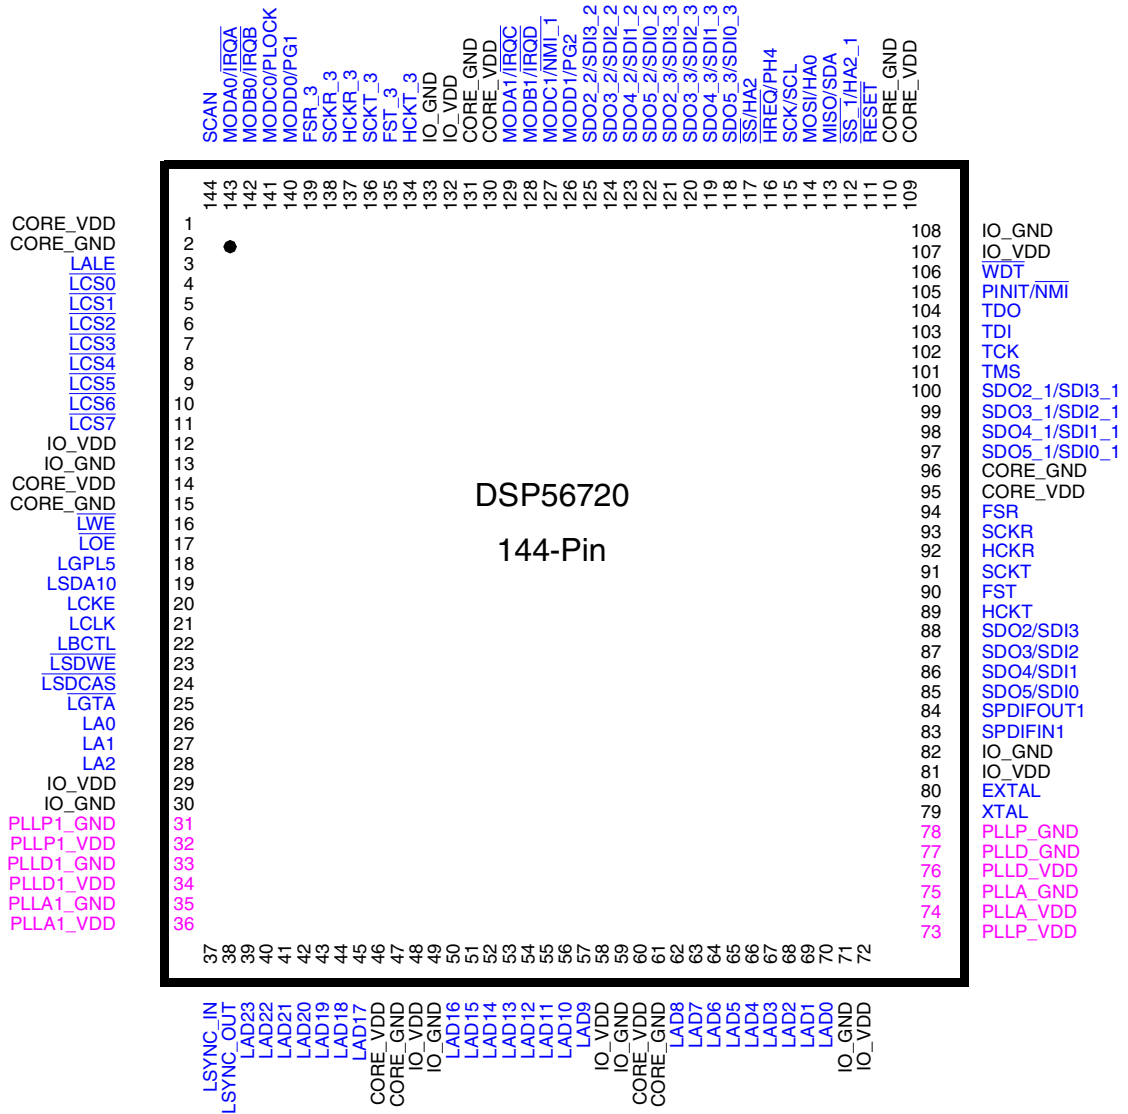 SCAN
MODA0/IRQA
MODB0/IRQB
MODC0/PLOCK
MODD0/PG1
FSR_3
SCKR_3
HCKR_3
SCKT_3
FST_3
HCKT_3
IO_GND
IO_VDD
CORE_GND
CORE_VDD
MODA1/IRQC
MODB1/IRQD
MODC1/NMI_1
MODD1/PG2
SDO2_2/SDI3_2
SDO3_2/SDI2_2
SDO4_2/SDI1_2
SDO5_2/SDI0_2
SDO2_3/SDI3_3
SDO3_3/SDI2_3
SDO4_3/SDI1_3
SDO5_3/SDI0_3
SS/HA2
HREQ/PH4
SCK/SCL
MOSI/HA0
MISO/SDA
SS_1/HA2_1
RESET
CORE_GND
CORE_VDD
144
143
142
141
140
139
138
137
136
135
134
133
132
131
130
129
128
127
126
125
124
123
122
121
120
119
118
117
116
115
114
113
112
111
110
109
CORE_VDD 1
CORE_GND 2
LALE 3
LCS0 4
LCS1 5
LCS2 6
LCS3 7
LCS4 8
LCS5 9
LCS6 10
LCS7 11
IO_VDD 12
IO_GND 13
CORE_VDD 14
CORE_GND 15
LWE 16
LOE 17
LGPL5 18
LSDA10 19
LCKE 20
LCLK 21
LBCTL 22
LSDWE 23
LSDCAS 24
LGTA 25
LA0 26
LA1 27
LA2 28
IO_VDD 29
IO_GND 30
PLLP1_GND 31
PLLP1_VDD 32
PLLD1_GND 33
PLLD1_VDD 34
PLLA1_GND 35
PLLA1_VDD 36
DSP56720
144-Pin
108 IO_GND
107 IO_VDD
106 WDT
105 PINIT/NMI
104 TDO
103 TDI
102 TCK
101 TMS
100 SDO2_1/SDI3_1
99 SDO3_1/SDI2_1
98 SDO4_1/SDI1_1
97 SDO5_1/SDI0_1
96 CORE_GND
95 CORE_VDD
94 FSR
93 SCKR
92 HCKR
91 SCKT
90 FST
89 HCKT
88 SDO2/SDI3
87 SDO3/SDI2
86 SDO4/SDI1
85 SDO5/SDI0
84 SPDIFOUT1
83 SPDIFIN1
82 IO_GND
81 IO_VDD
80 EXTAL
79 XTAL
78 PLLP_GND
77 PLLD_GND
76 PLLD_VDD
75 PLLA_GND
74 PLLA_VDD
73 PLLP_VDD
37
38
39
40
41
42
43
44
45
46
47
48
49
50
51
52
53
54
55
56
57
58
59
60
61
62
63
64
65
66
67
68
69
70
71
72
LSYNC_IN
LSYNC_OUT
LAD23
LAD22
LAD21
LAD20
LAD19
LAD18
LAD17
CORE_VDD
CORE_GND
IO_VDD
IO_GND
LAD16
LAD15
LAD14
LAD13
LAD12
LAD11
LAD10
LAD9
IO_VDD
IO_GND
CORE_VDD
CORE_GND
LAD8
LAD7
LAD6
LAD5
LAD4
LAD3
LAD2
LAD1
LAD0
IO_GND
IO_VDD